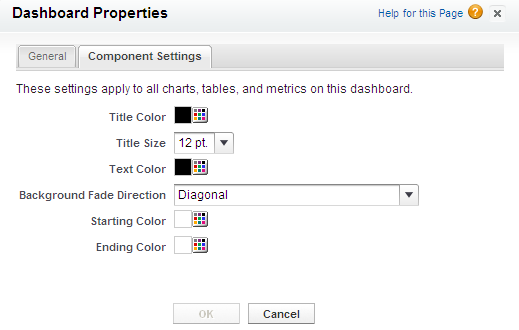 Dashboard Properties
Help for this Page ?
General
Component Settings
These settings apply to all charts, tables, and metrics on this dashboard.
Title Color
Title Size 12 pt.
Text Color
Background Fade Direction Diagonal
Starting Color
Ending Color
OK Cancel